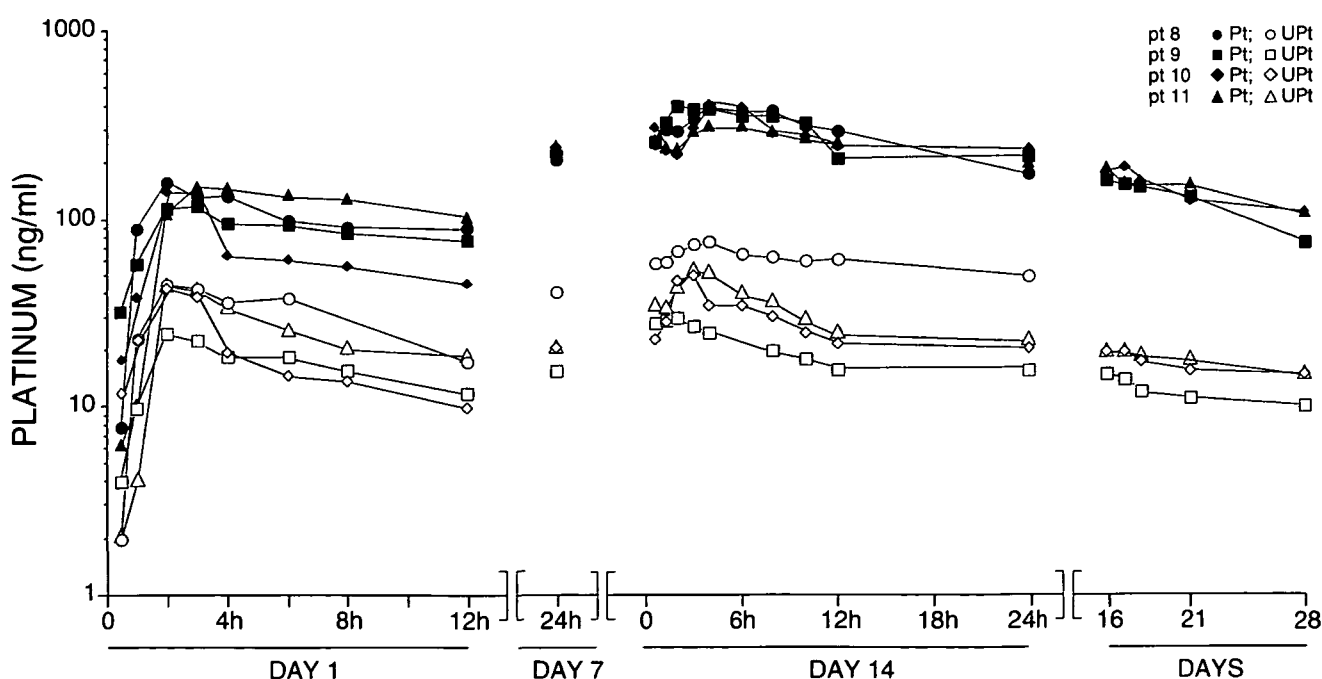 1000
100
10
1
PLATINUM (ng/ml)
pt 8 ● Pt; ○ UPt
pt 9 ■ Pt; □ UPt
pt 10 ◆ Pt; ◇ UPt
pt 11 ▲ Pt; △ UPt
0 4h 8h 12h 24h 0 6h 12h 18h 24h 16 21 28
DAY 1 DAY 7 DAY 14 DAYS